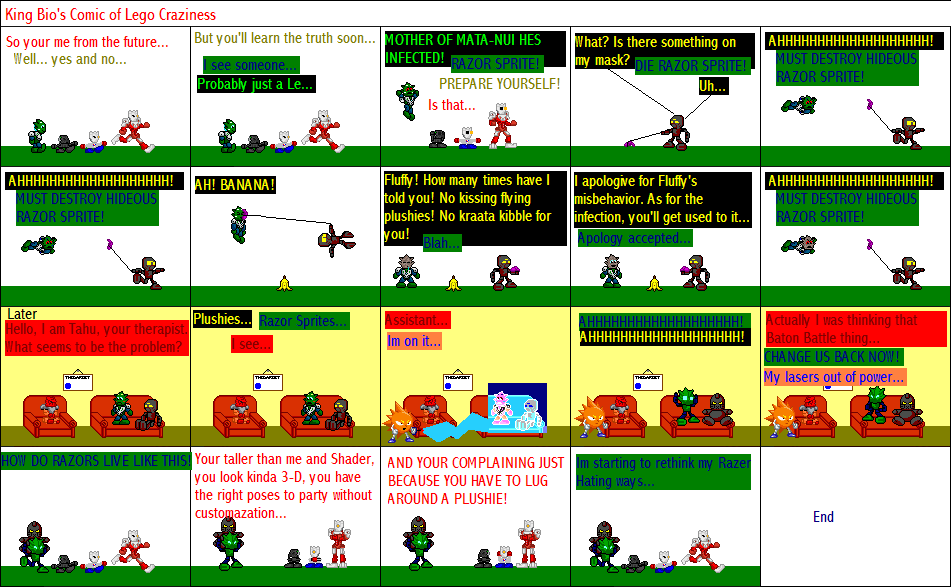 King Bio's Comic of Lego Craziness
So your me from the future...
Well... yes and no...
But you'll learn the truth soon...
I see someone...
Probably just a Le...
MOTHER OF MATA-NUI HES
INFECTED!
RAZOR SPRITE!
PREPARE YOURSELF!
Is that...
What? Is there something on
my mask?
DIE RAZOR SPRITE!
Uh...
AHHHHHHHHHHHHHHHHHHH!
MUST DESTROY HIDEOUS
RAZOR SPRITE!
AHHHHHHHHHHHHHHHHHHH!
MUST DESTROY HIDEOUS
RAZOR SPRITE!
AH! BANANA!
Fluffy! How many times have I
told you! No kissing flying
plushies! No kraata kibble for
you!
Blah...
I apologive for Fluffy's
misbehavior. As for the
infection, you'll get used to it...
Apology accepted...
AHHHHHHHHHHHHHHHHHHH!
MUST DESTROY HIDEOUS
RAZOR SPRITE!
Later
Hello. I am Tahu, your therapist.
What seems to be the problem?
Plushies...
Razor Sprites...
I see...
Assistant...
Im on it...
AHHHHHHHHHHHHHHHHHHH!
AHHHHHHHHHHHHHHHHHHH!
Actually I was thinking that
Baton Battle thing...
CHANGE US BACK NOW!
My lasers out of power...
HOW DO RAZORS LIVE LIKE THIS!
Your taller than me and Shader,
you look kinda 3-D, you have
the right poses to party without
customazation...
AND YOUR COMPLAINING JUST
BECAUSE YOU HAVE TO LUG
AROUND A PLUSHIE!
Im starting to rethink my Razer
Hating ways...
End